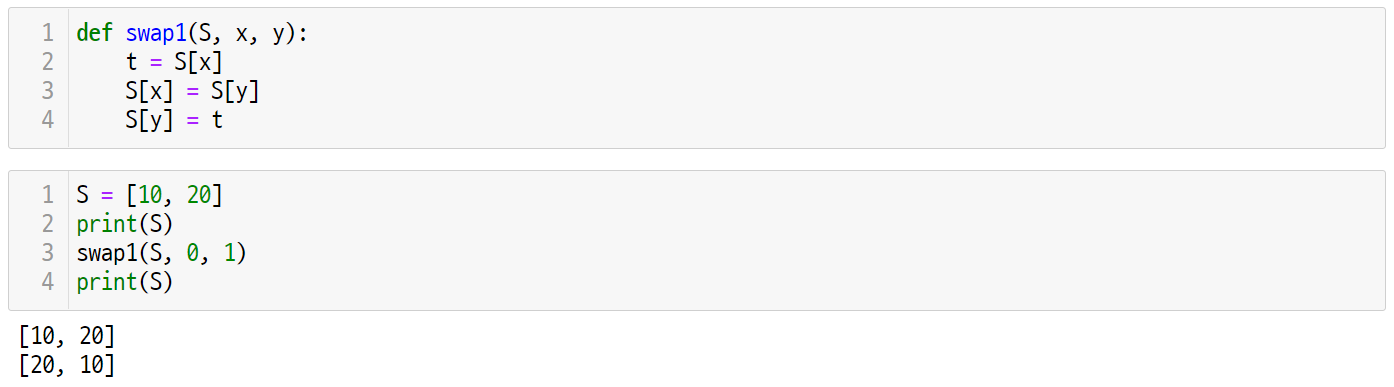 1 def swap1(S, x, y):
2     t = S[x]
3     S[x] = S[y]
4     S[y] = t
1 S = [10, 20]
2 print(S)
3 swap1(S, 0, 1)
4 print(S)
[10, 20]
[20, 10]